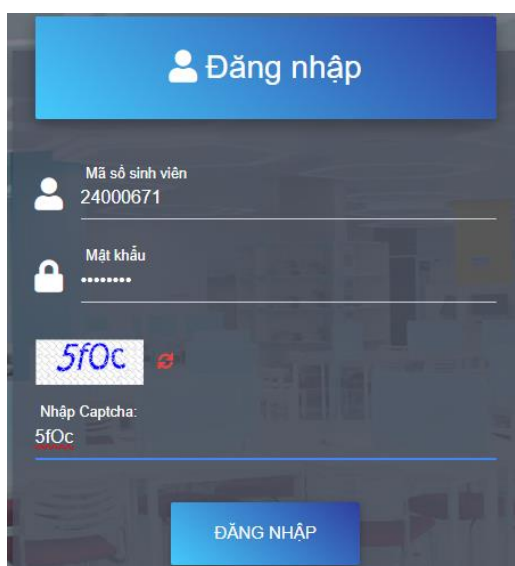 Đăng nhập
Mã số sinh viên
24000671
Mật khẩu
••••••••
5fOc
Nhập Captcha:
5fOc
ĐĂNG NHẬP